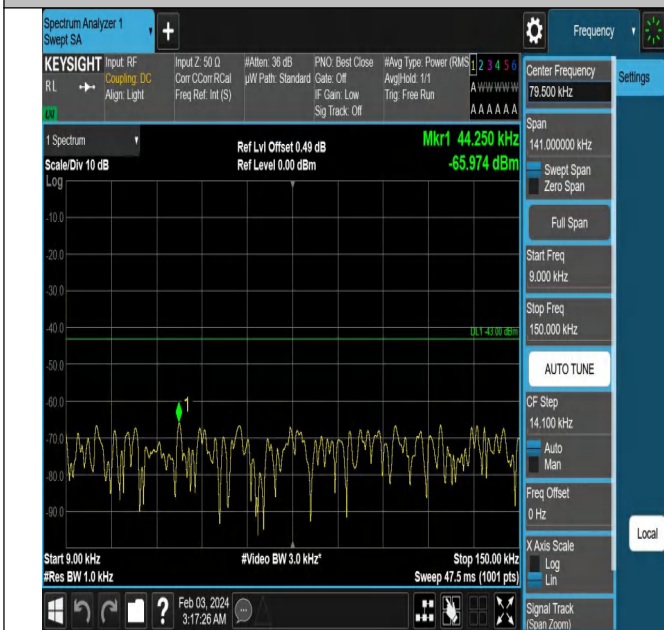 Spectrum Analyzer 1
Swept SA
Frequency
KEYSIGHT
RL
Input: RF
Coupling: DC
Align: Light
Input Z: 50 Ω
Corr CCorr RCal
Freq Ref: Int (S)
#Atten: 36 dB
µW Path: Standard
PNO: Best Close
Gate: Off
IF Gain: Low
Sig Track: Off
#Avg Type: Power (RMS
Avg|Hold: 1/1
Trig: Free Run
1 2 3 4 5 6
A W W W W W
A A A A A A
1 Spectrum
Scale/Div 10 dB
Log
Ref Lvl Offset 0.49 dB
Ref Level 0.00 dBm
Mkr1 44.250 kHz
-65.974 dBm
-10.0
-20.0
-30.0
-40.0
-50.0
-60.0
-70.0
-80.0
-90.0
DL1 -43.00 dBm
1
Start 9.00 kHz
#Res BW 1.0 kHz
#Video BW 3.0 kHz*
Stop 150.00 kHz
Sweep 47.5 ms (1001 pts)
Feb 03, 2024
3:17:26 AM
Center Frequency
79.500 kHz
Settings
Span
141.000000 kHz
Swept Span
Zero Span
Full Span
Start Freq
9.000 kHz
Stop Freq
150.000 kHz
AUTO TUNE
CF Step
14.100 kHz
Auto
Man
Freq Offset
0 Hz
Local
X Axis Scale
Log
Lin
Signal Track
(Span Zoom)